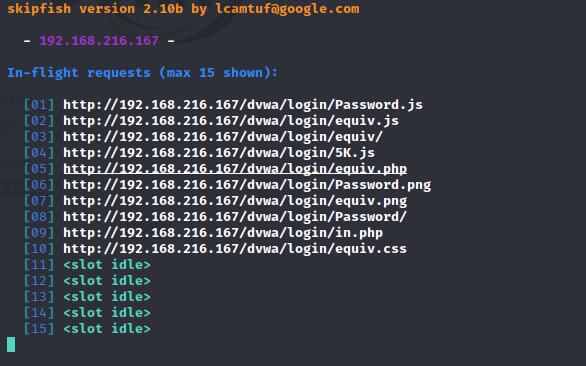 skipfish version 2.10b by lcamtuf@google.com
- 192.168.216.167 -
In-flight requests (max 15 shown):
[01] http://192.168.216.167/dvwa/login/Password.js
[02] http://192.168.216.167/dvwa/login/equiv.js
[03] http://192.168.216.167/dvwa/login/equiv/
[04] http://192.168.216.167/dvwa/login/5K.js
[05] http://192.168.216.167/dvwa/login/equiv.php
[06] http://192.168.216.167/dvwa/login/Password.png
[07] http://192.168.216.167/dvwa/login/equiv.png
[08] http://192.168.216.167/dvwa/login/Password/
[09] http://192.168.216.167/dvwa/login/in.php
[10] http://192.168.216.167/dvwa/login/equiv.css
[11] <slot idle>
[12] <slot idle>
[13] <slot idle>
[14] <slot idle>
[15] <slot idle>